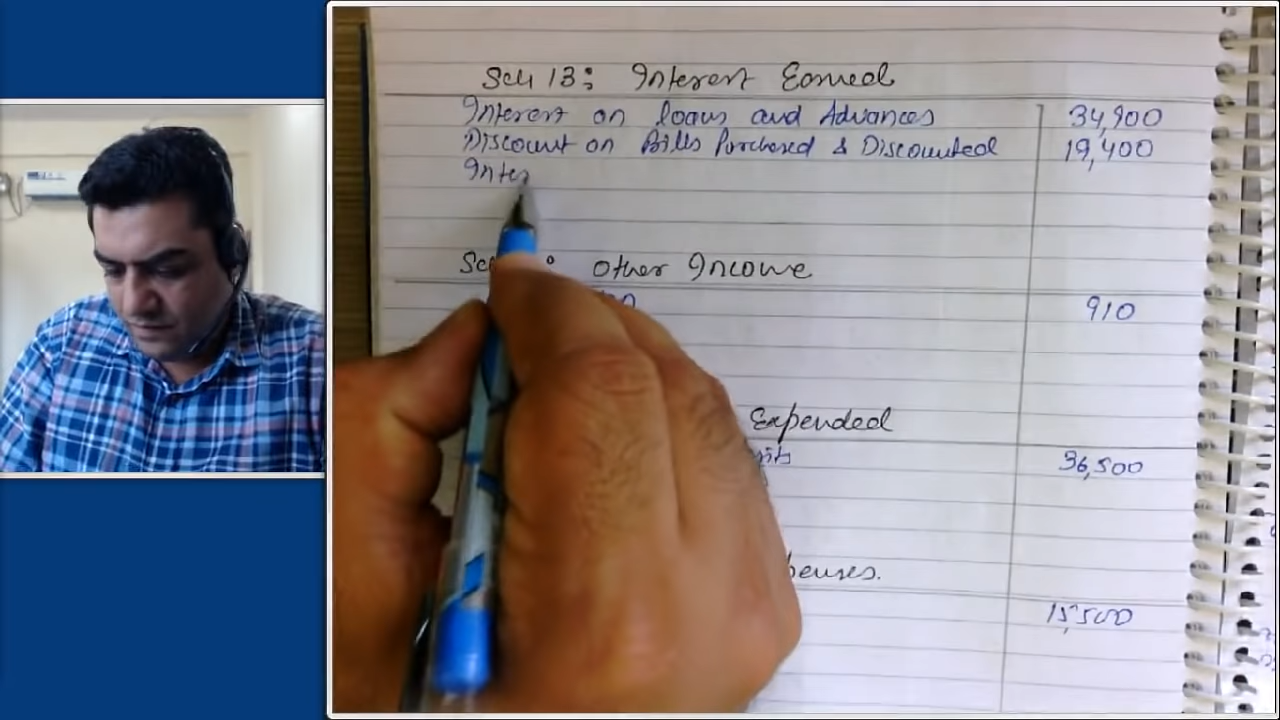 Sch 13: Interest Earned
Interest on loans and Advances 34,900
Discount on Bills Purchased & Discounted 19,400
Inter
: Other Income
910
Expended
36,500
15,500